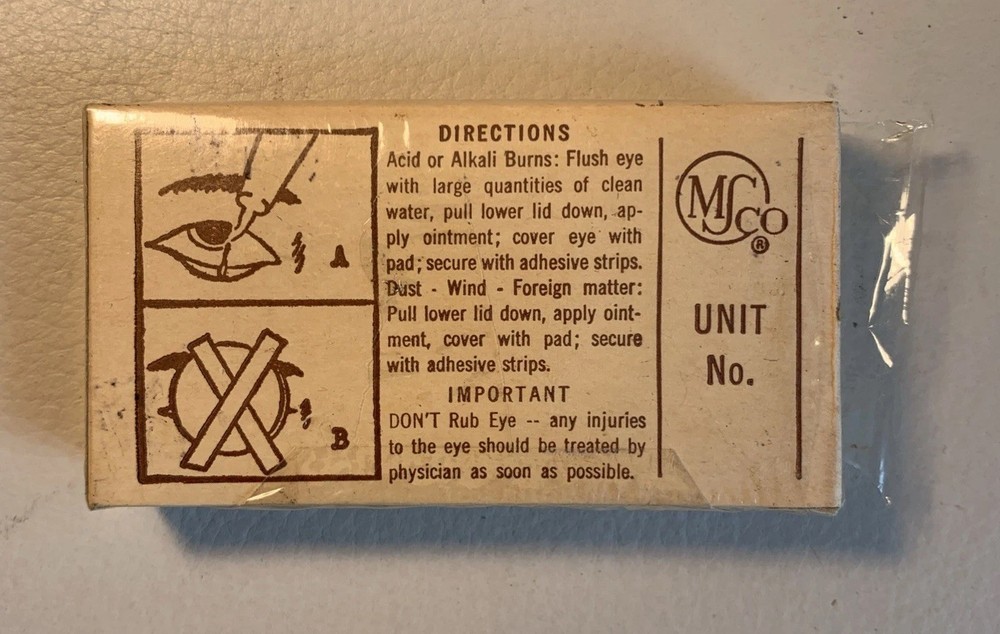 A
B
DIRECTIONS
Acid or Alkali Burns: Flush eye
with large quantities of clean
water, pull lower lid down, ap-
ply ointment; cover eye with
pad; secure with adhesive strips.
Dust - Wind - Foreign matter:
Pull lower lid down, apply oint-
ment, cover with pad; secure
with adhesive strips.
IMPORTANT
DON'T Rub Eye -- any injuries
to the eye should be treated by
physician as soon as possible.
MSCO
®
UNIT
No.